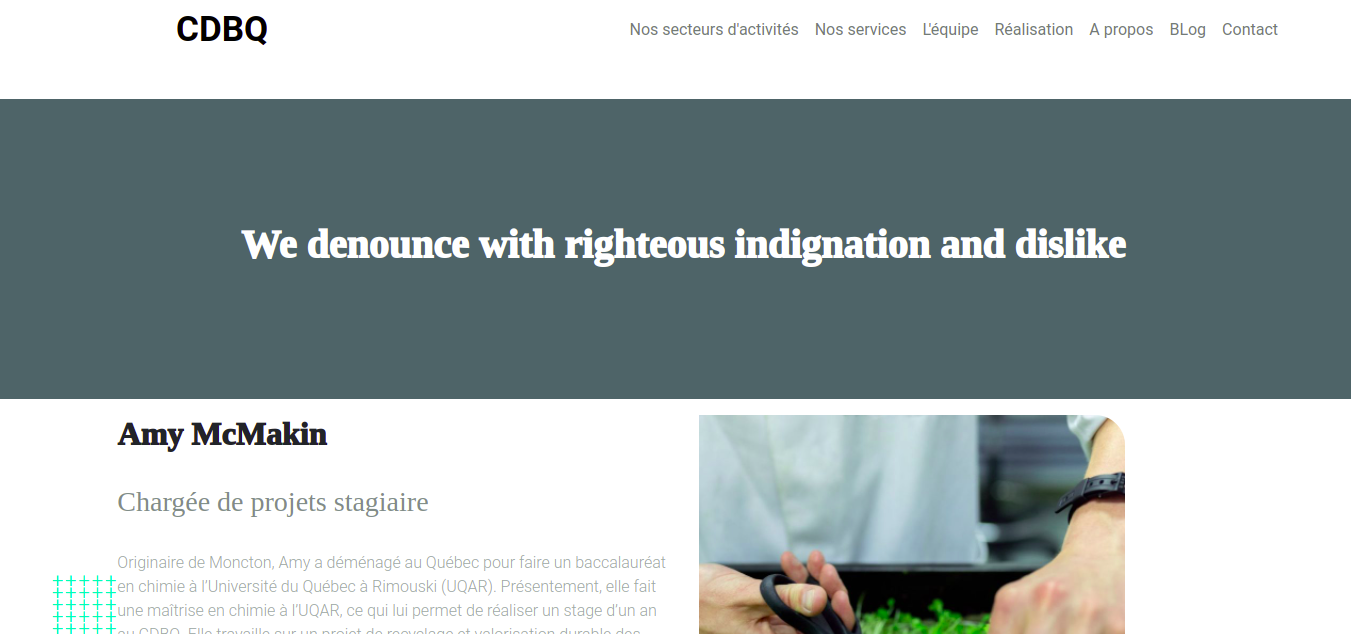 CDBQ
Nos secteurs d'activités Nos services L'équipe Réalisation A propos BLog Contact
We denounce with righteous indignation and dislike
Amy McMakin
Chargée de projets stagiaire
Originaire de Moncton, Amy a déménagé au Québec pour faire un baccalauréat
en chimie à l’Université du Québec à Rimouski (UQAR). Présentement, elle fait
une maîtrise en chimie à l’UQAR, ce qui lui permet de réaliser un stage d’un an
au CDBQ. Elle travaille sur un projet de recyclage et valorisation durable des